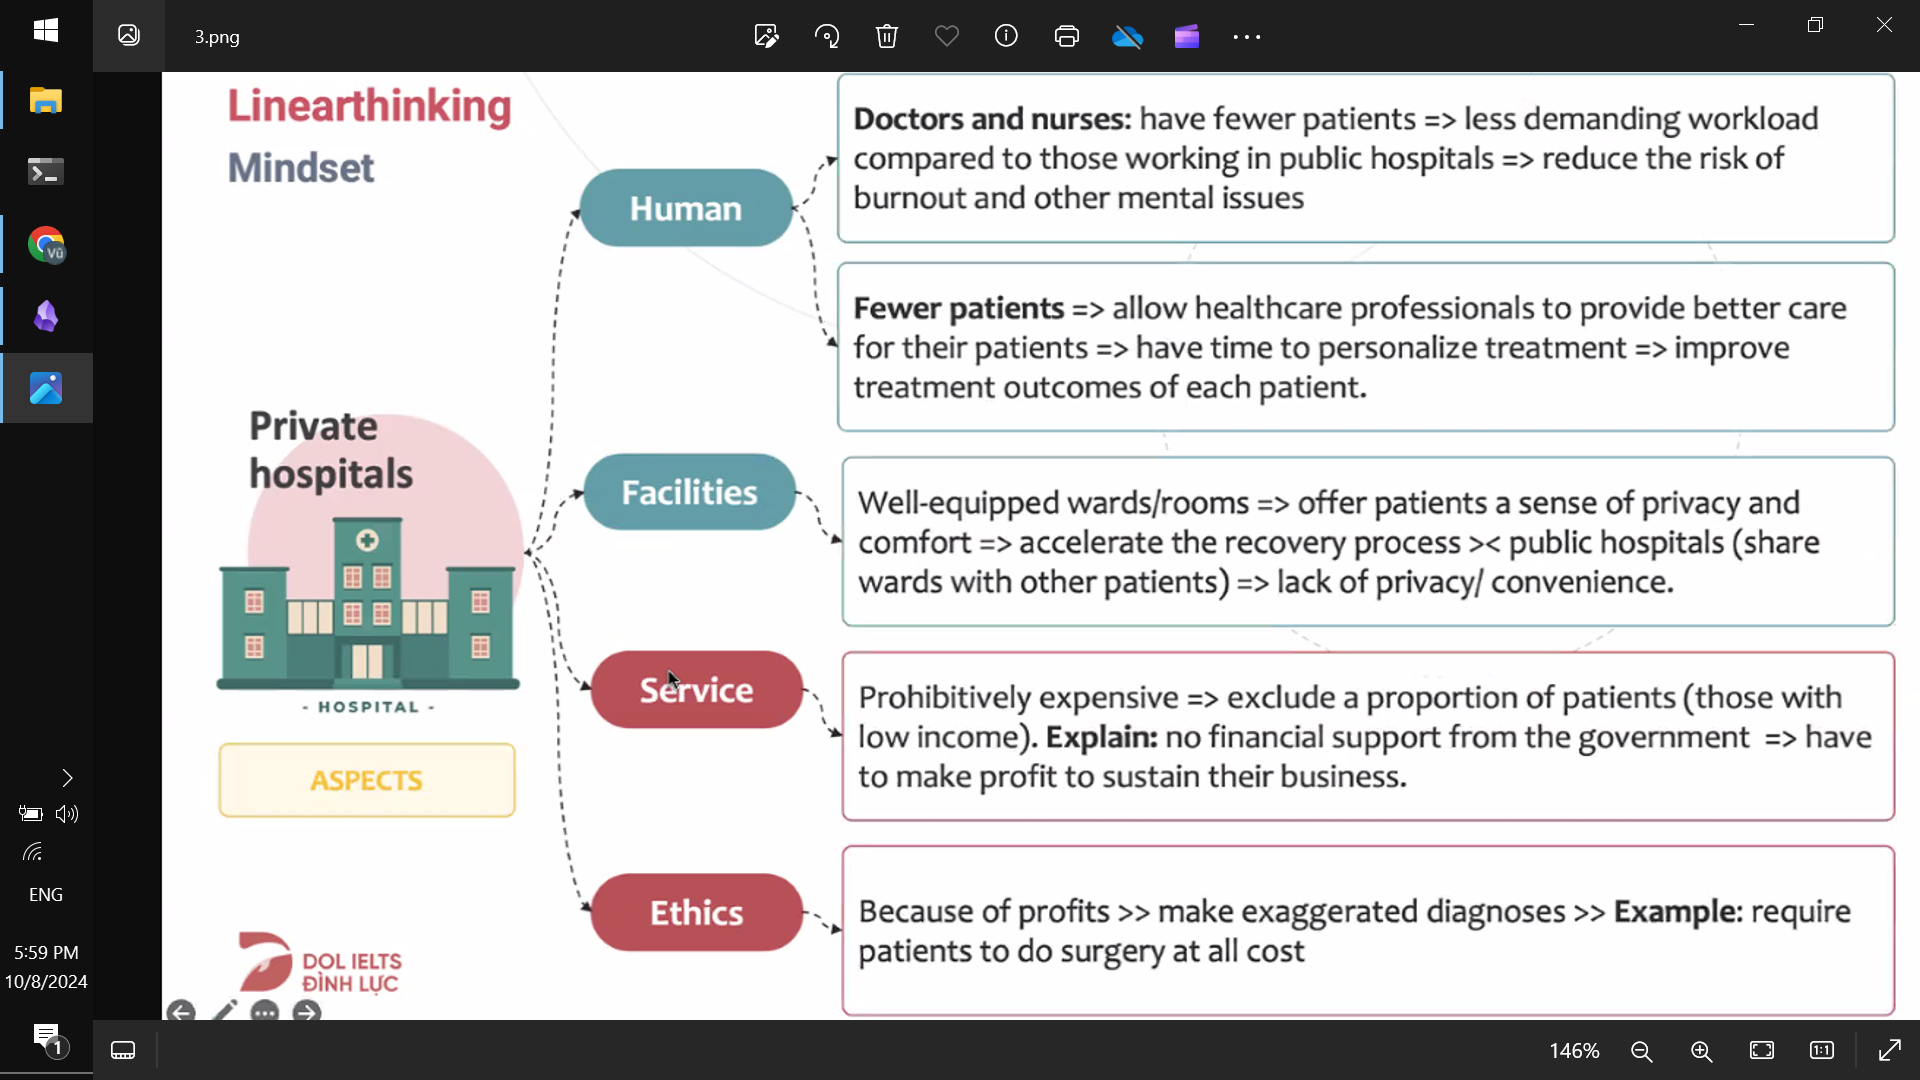 3.png
Linearthinking
Mindset
Human
Doctors and nurses: have fewer patients => less demanding workload
compared to those working in public hospitals => reduce the risk of
burnout and other mental issues
Fewer patients => allow healthcare professionals to provide better care
for their patients => have time to personalize treatment => improve
treatment outcomes of each patient.
Private
hospitals
- HOSPITAL -
ASPECTS
Facilities
Well-equipped wards/rooms => offer patients a sense of privacy and
comfort => accelerate the recovery process >< public hospitals (share
wards with other patients) => lack of privacy/ convenience.
Service
Prohibitively expensive => exclude a proportion of patients (those with
low income). Explain: no financial support from the government => have
to make profit to sustain their business.
Ethics
Because of profits >> make exaggerated diagnoses >> Example: require
patients to do surgery at all cost
DOL IELTS
ĐÌNH LỰC
Vũ
ENG
5:59 PM
10/8/2024
1
146%
1:1